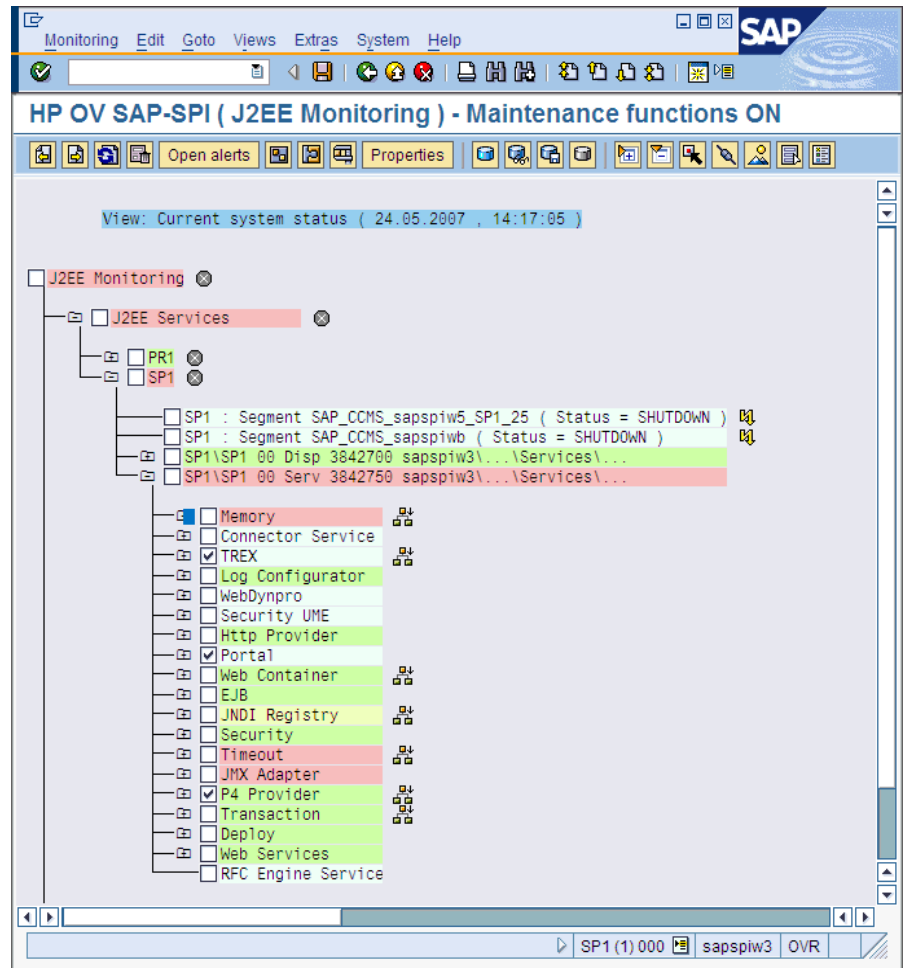 Monitoring Edit Goto Views Extras System Help
SAP
HP OV SAP-SPI ( J2EE Monitoring ) - Maintenance functions ON
Open alerts Properties
View: Current system status ( 24.05.2007 , 14:17:05 )
J2EE Monitoring
J2EE Services
PR1
SP1
SP1 : Segment SAP_CCMS_sapspiw5_SP1_25 ( Status = SHUTDOWN )
SP1 : Segment SAP_CCMS_sapspiwb ( Status = SHUTDOWN )
SP1\SP1 00 Disp 3842700 sapspiw3\...\Services\...
SP1\SP1 00 Serv 3842750 sapspiw3\...\Services\...
Memory
Connector Service
TREX
Log Configurator
WebDynpro
Security UME
Http Provider
Portal
Web Container
EJB
JNDI Registry
Security
Timeout
JMX Adapter
P4 Provider
Transaction
Deploy
Web Services
RFC Engine Service
SP1 (1) 000 sapspiw3 OVR